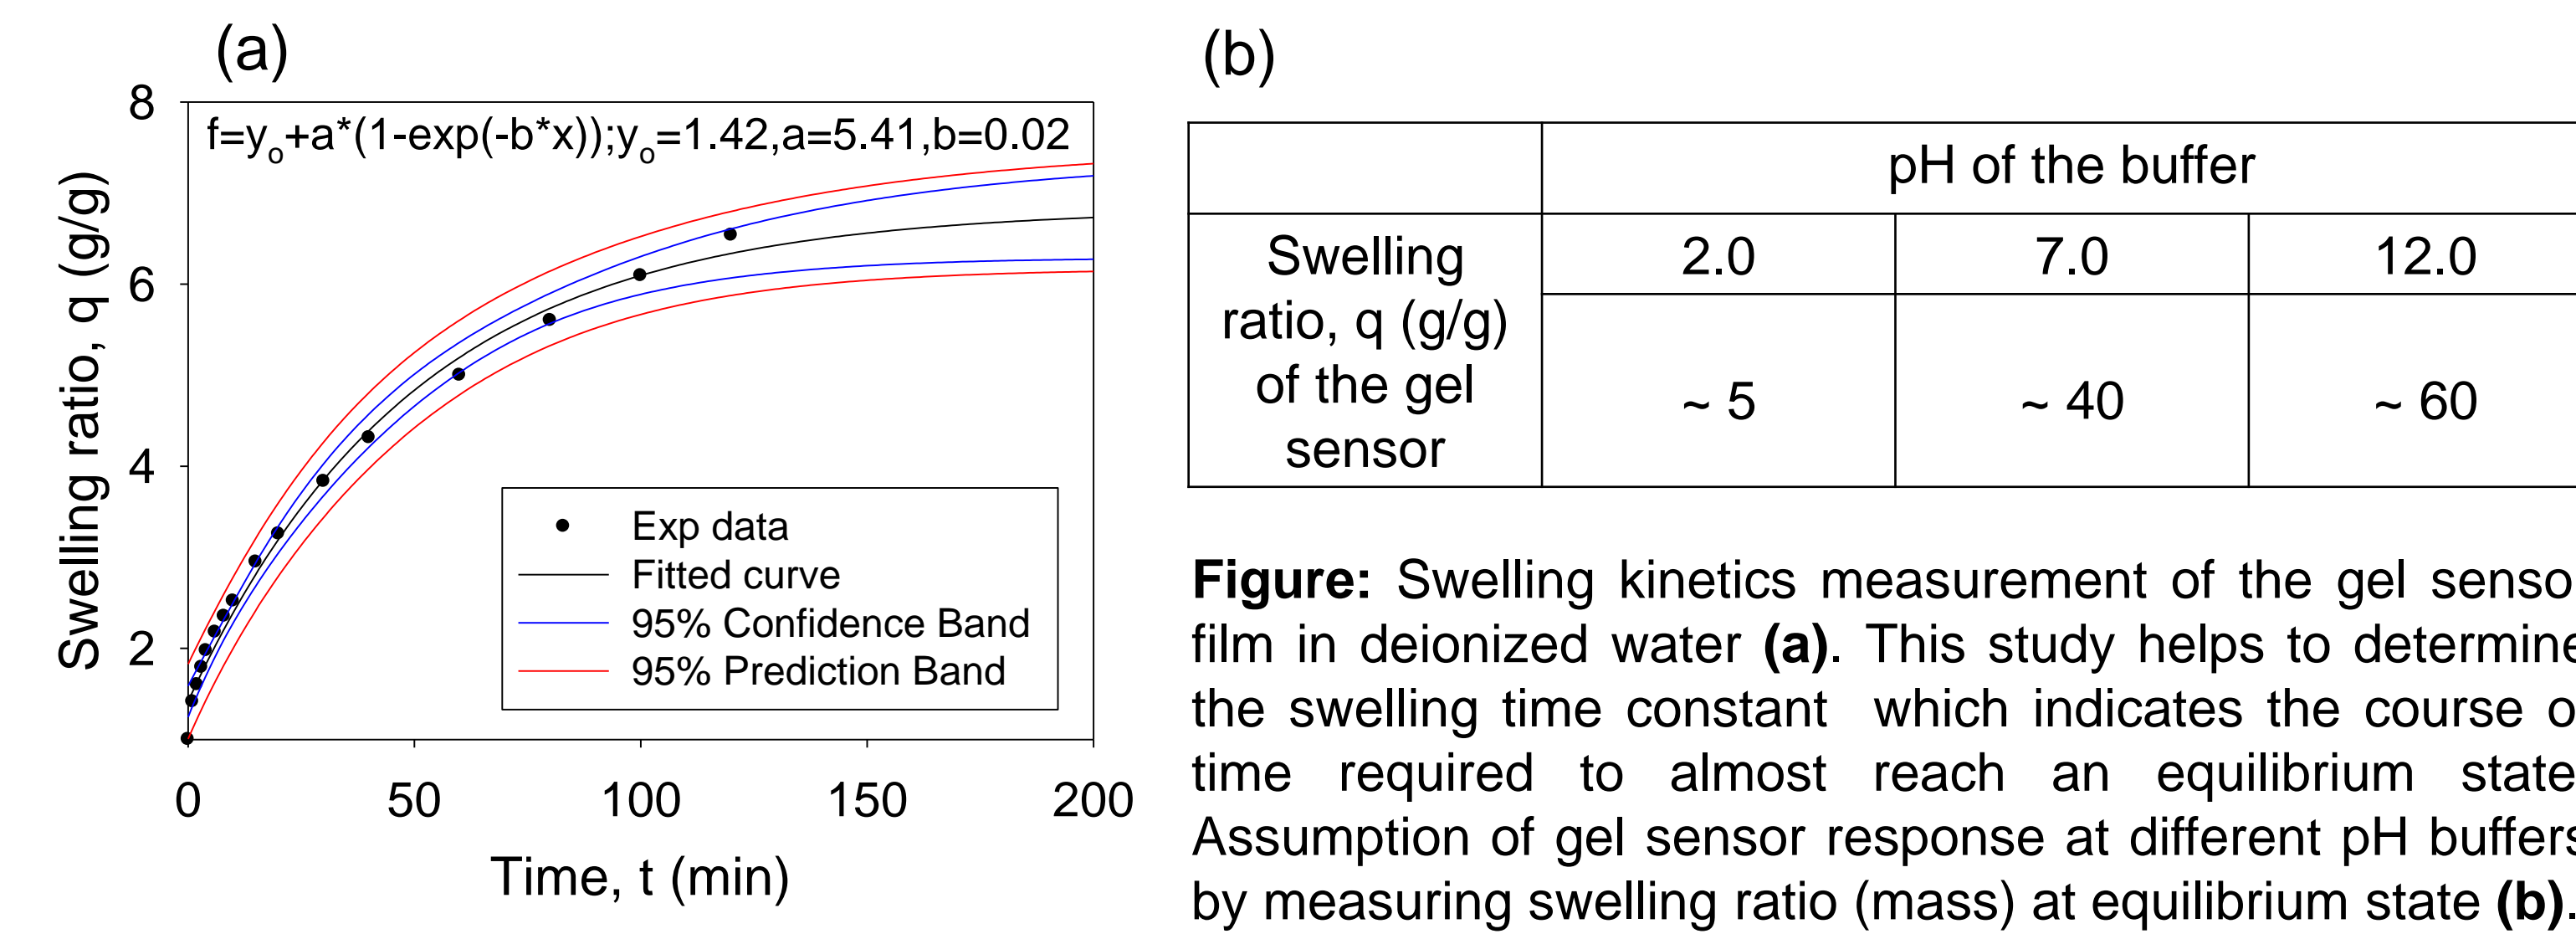 (a)
8
f=yo+a*(1-exp(-b*x));yo=1.42,a=5.41,b=0.02
6
4
2
Swelling ratio, q (g/g)
Exp data
Fitted curve
95% Confidence Band
95% Prediction Band
0 50 100 150 200
Time, t (min)
(b)
pH of the buffer
Swelling
ratio, q (g/g)
of the gel
sensor
2.0 7.0 12.0
~ 5 ~ 40 ~ 60
Figure: Swelling kinetics measurement of the gel senso
film in deionized water (a). This study helps to determine
the swelling time constant which indicates the course o
time required to almost reach an equilibrium state
Assumption of gel sensor response at different pH buffers
by measuring swelling ratio (mass) at equilibrium state (b).